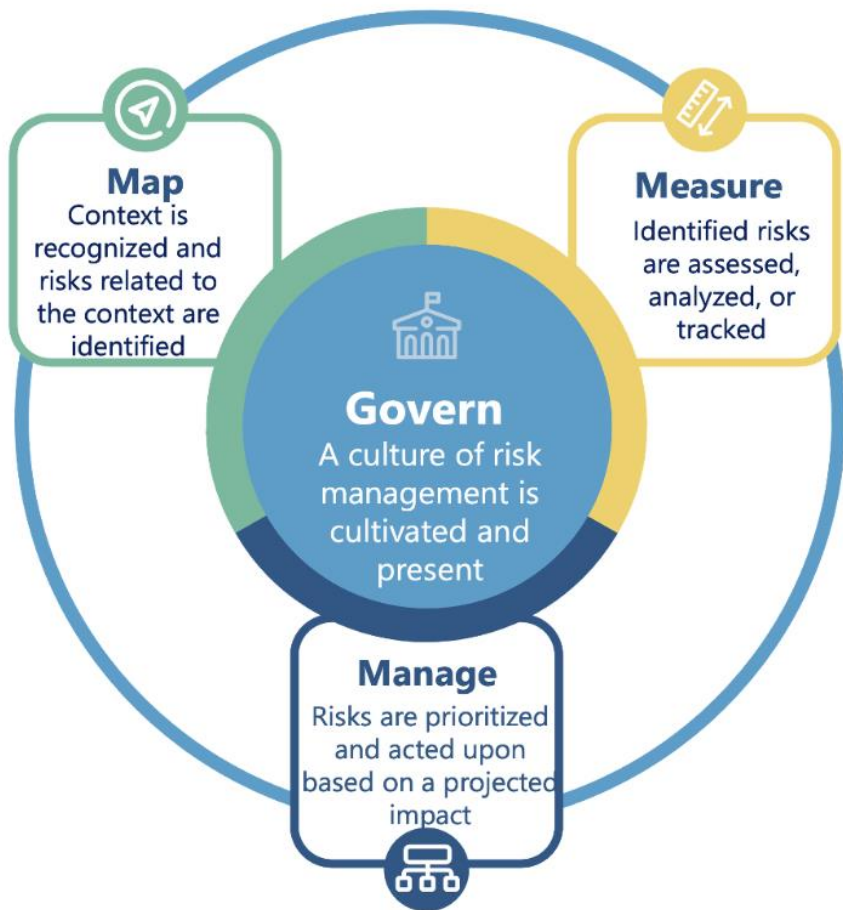 Map
Context is
recognized and
risks related to
the context are
identified
Measure
Identified risks
are assessed,
analyzed, or
tracked
Govern
A culture of risk
management is
cultivated and
present
Manage
Risks are prioritized
and acted upon
based on a projected
impact